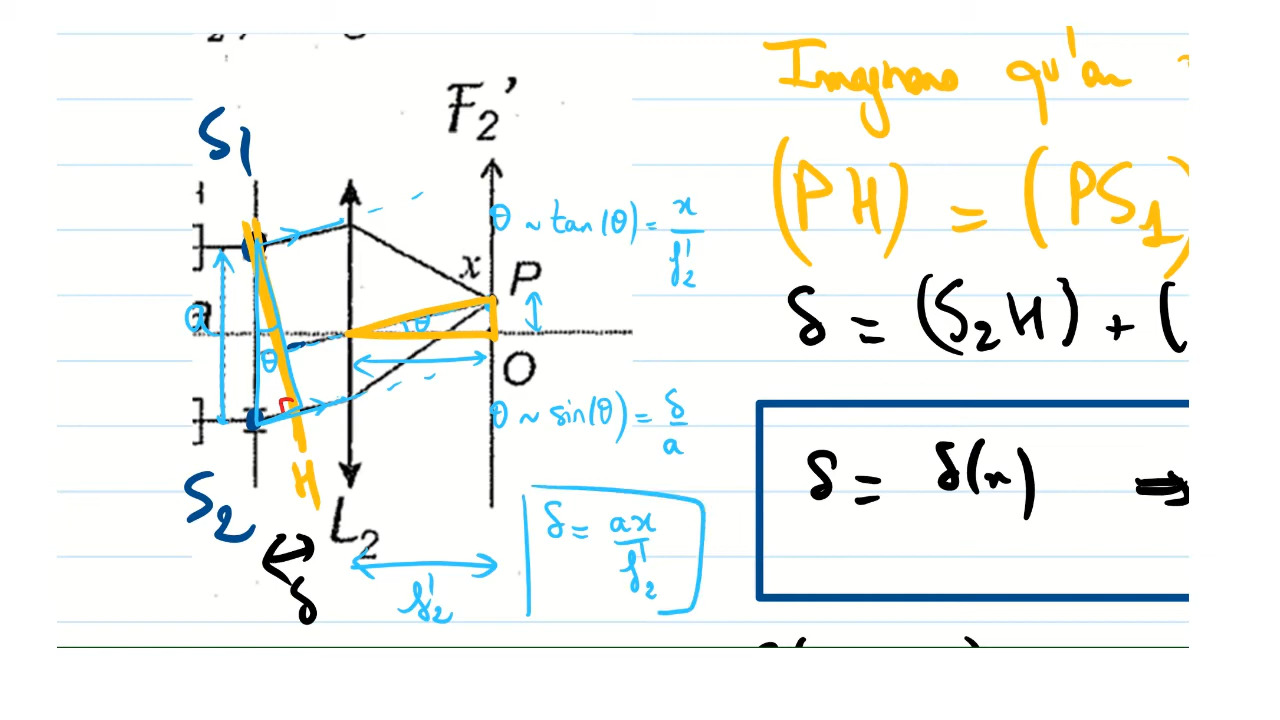 F₂'
S1
Imaginons qu'on
(PH) = (PS₁)
θ ~ tan(θ) = x / f'₂
x
P
a
θ
θ
δ = (S₂H) + (
O
θ ~ sin(θ) = δ / a
S2
H
δ = δ(x) ⇒
L₂
δ = ax / f'₂
δ
f'₂